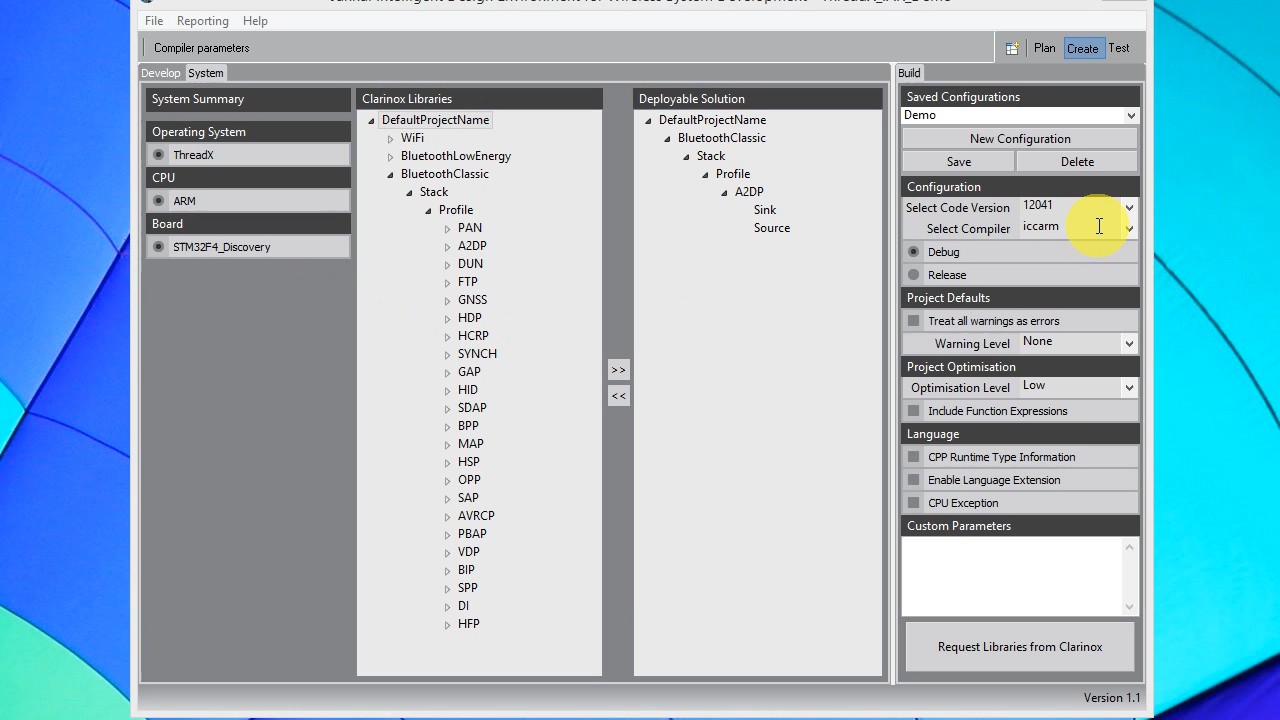 File Reporting Help
Compiler parameters
Plan Create Test
Develop System
Build
System Summary
Operating System
ThreadX
CPU
ARM
Board
STM32F4_Discovery
Clarinox Libraries
DefaultProjectName
WiFi
BluetoothLowEnergy
BluetoothClassic
Stack
Profile
PAN
A2DP
DUN
FTP
GNSS
HDP
HCRP
SYNCH
GAP
HID
SDAP
BPP
MAP
HSP
OPP
SAP
AVRCP
PBAP
VDP
BIP
SPP
DI
HFP
>>
<<
Deployable Solution
DefaultProjectName
BluetoothClassic
Stack
Profile
A2DP
Sink
Source
Saved Configurations
Demo
New Configuration
Save Delete
Configuration
Select Code Version 12041
Select Compiler iccarm
Debug
Release
Project Defaults
Treat all warnings as errors
Warning Level None
Project Optimisation
Optimisation Level Low
Include Function Expressions
Language
CPP Runtime Type Information
Enable Language Extension
CPU Exception
Custom Parameters
Request Libraries from Clarinox
Version 1.1